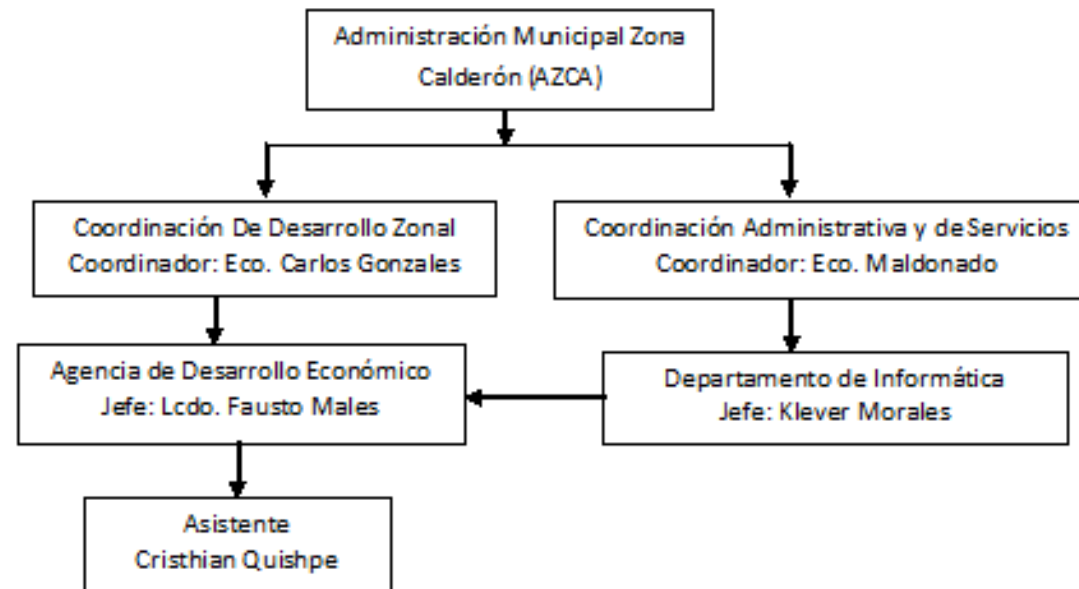 Administración Municipal Zona
Calderón (AZCA)
Coordinación De Desarrollo Zonal
Coordinador: Eco. Carlos Gonzales
Coordinación Administrativa y de Servicios
Coordinador: Eco. Maldonado
Agencia de Desarrollo Económico
Jefe: Lcdo. Fausto Males
Departamento de Informática
Jefe: Klever Morales
Asistente
Cristhian Quishpe